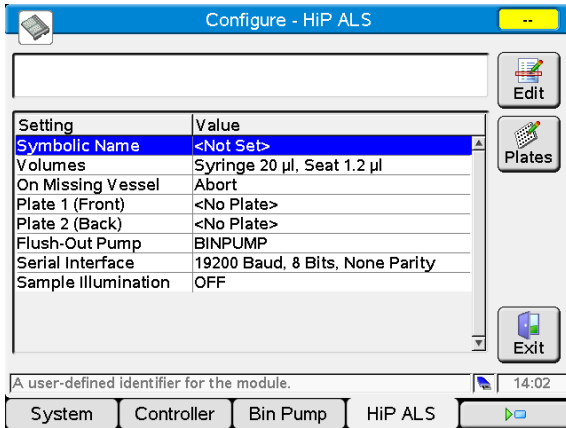 Configure - HiP ALS
--
Edit
Setting Value
Symbolic Name <Not Set>
Volumes Syringe 20 µl, Seat 1.2 µl
Plates
On Missing Vessel Abort
Plate 1 (Front) <No Plate>
Plate 2 (Back) <No Plate>
Flush-Out Pump BINPUMP
Serial Interface 19200 Baud, 8 Bits, None Parity
Sample Illumination OFF
Exit
A user-defined identifier for the module. 14:02
System Controller Bin Pump HiP ALS